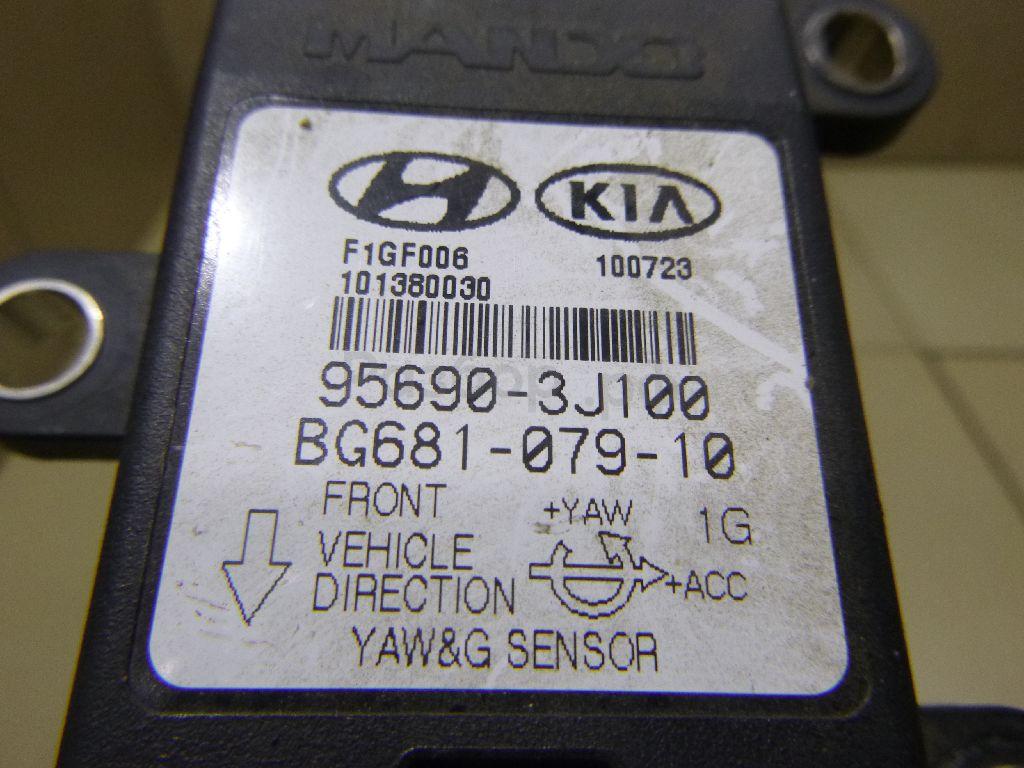 MANDO
KIA
F1GF006 100723
101380030
95690-3J100
BG681-079-10
FRONT
VEHICLE
DIRECTION
+YAW
1G
+ACC
YAW&G SENSOR